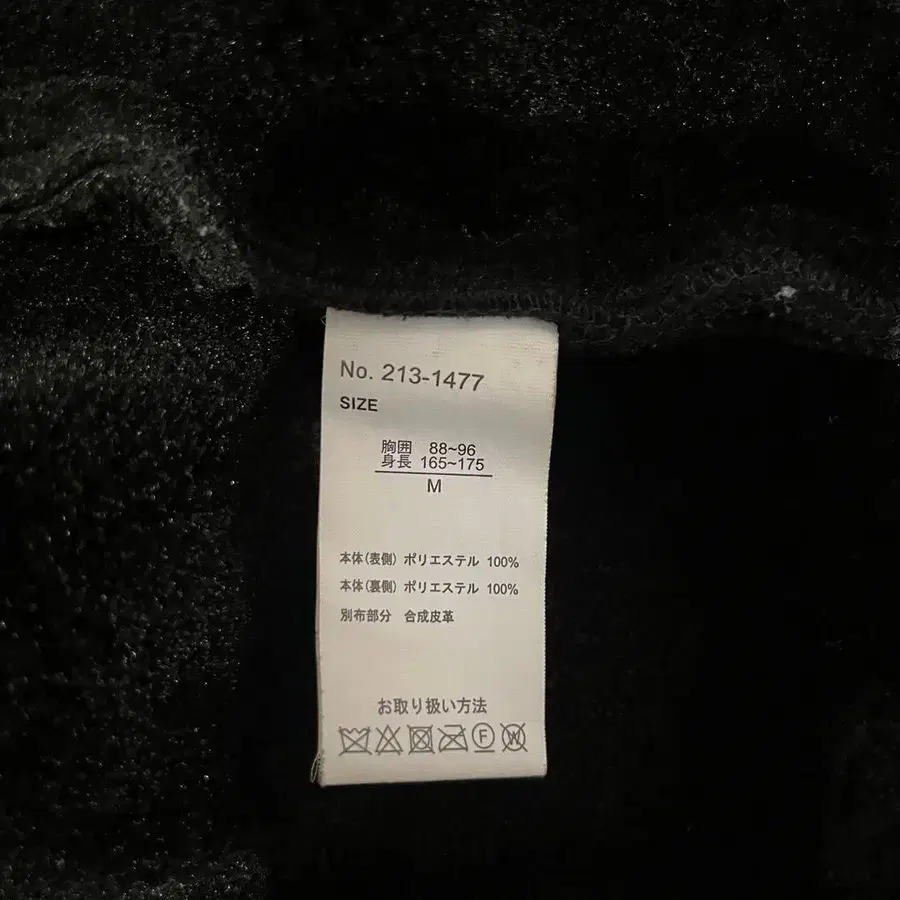 No. 213-1477
SIZE
胸囲 88~96
身長 165~175
M
本体(表側) ポリエステル 100%
本体(裏側) ポリエステル 100%
別布部分 合成皮革
お取り扱い方法
F W